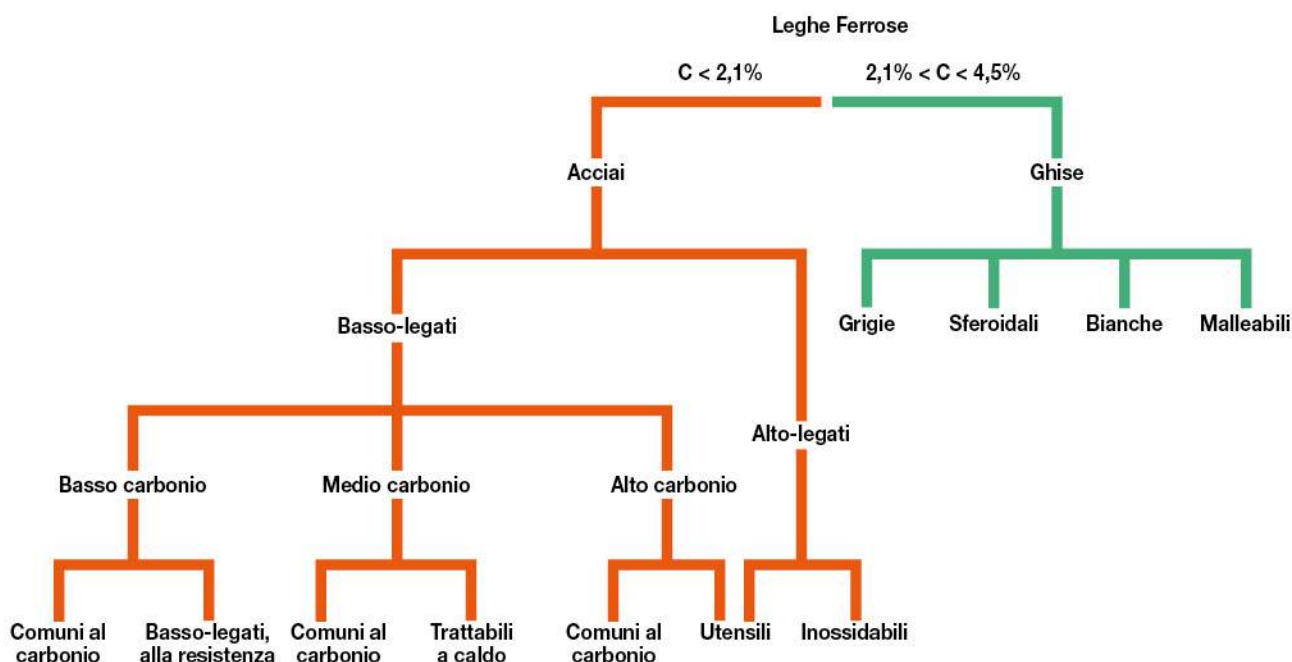 Leghe Ferrose
C < 2,1%
2,1% < C < 4,5%
Acciai
Ghise
Basso-legati
Grigie
Sferoidali
Bianche
Malleabili
Alto-legati
Basso carbonio
Medio carbonio
Alto carbonio
Comuni al
carbonio
Basso-legati,
alla resistenza
Comuni al
carbonio
Trattabili
a caldo
Comuni al
carbonio
Utensili
Inossidabili